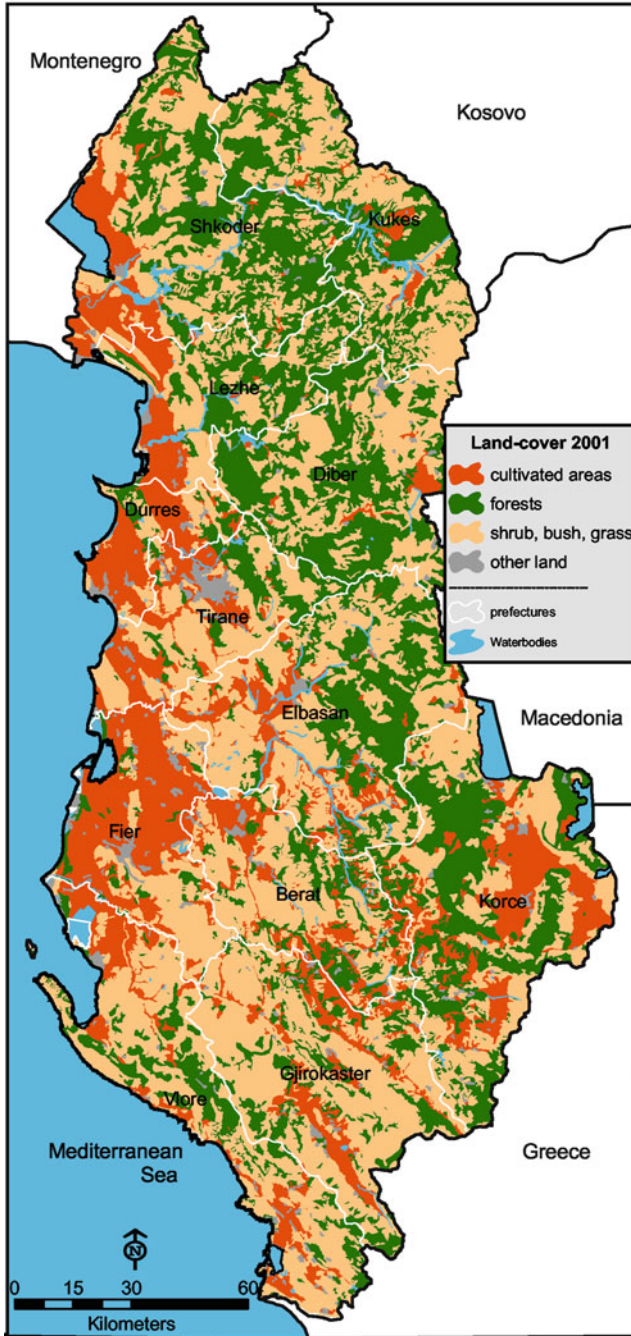 Montenegro
Kosovo
Shkoder
Kukes
Lezhe
Diber
Durres
Tirane
Elbasan
Fier
Berat
Korce
Gjirokaster
Vlore
Macedonia
Greece
Mediterranean
Sea
Land-cover 2001
cultivated areas
forests
shrub, bush, grass
other land
prefectures
Waterbodies
N
0 15 30 60
Kilometers